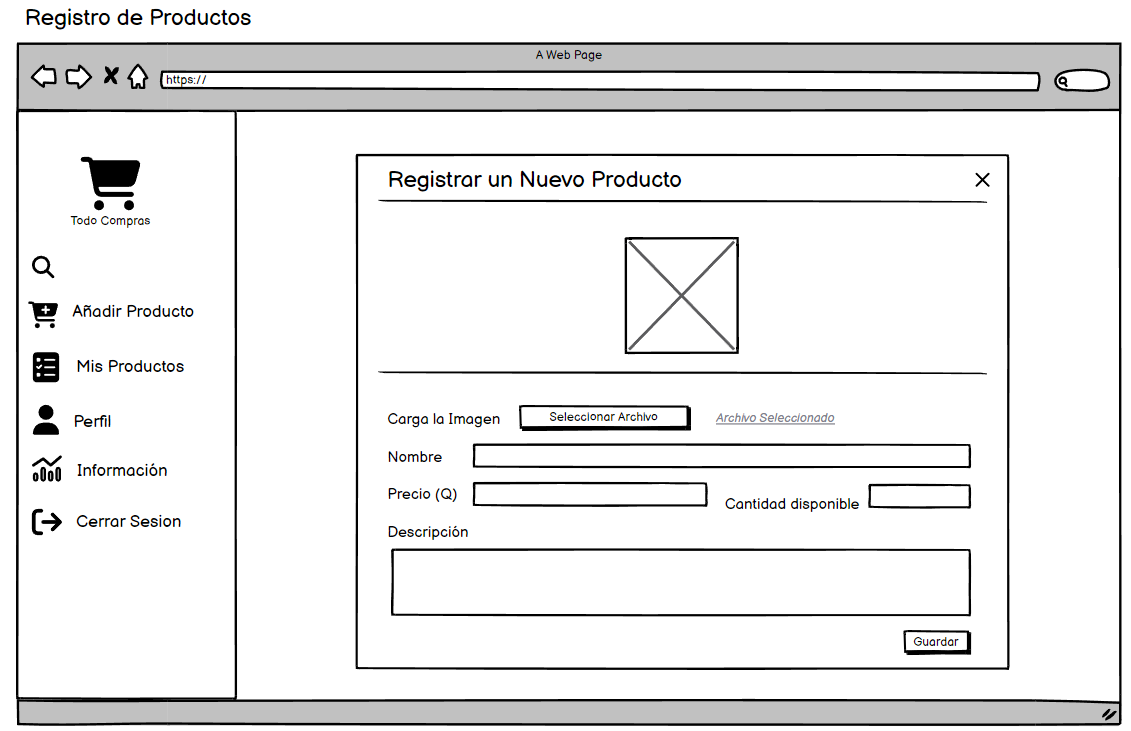 Registro de Productos
A Web Page
https://
Todo Compras
Añadir Producto
Mis Productos
Perfil
Información
Cerrar Sesion
Registrar un Nuevo Producto
Carga la Imagen
Seleccionar Archivo
Archivo Seleccionado
Nombre
Precio (Q)
Cantidad disponible
Descripción
Guardar